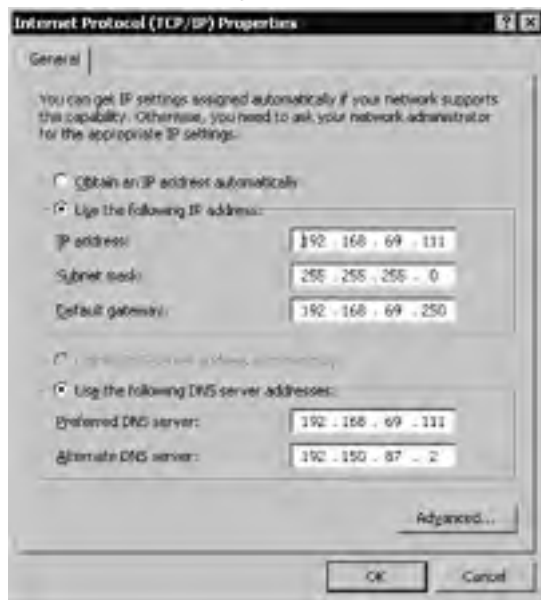 Internet Protocol (TCP/IP) Properties
General
You can get IP settings assigned automatically if your network supports
this capability. Otherwise, you need to ask your network administrator
for the appropriate IP settings.
Obtain an IP address automatically
Use the following IP address:
IP address: 192 . 168 . 69 . 111
Subnet mask: 255 . 255 . 255 . 0
Default gateway: 192 . 168 . 69 . 250
Use the following DNS server addresses:
Preferred DNS server: 192 . 168 . 69 . 111
Alternate DNS server: 192 . 150 . 87 . 2
Advanced...
OK Cancel